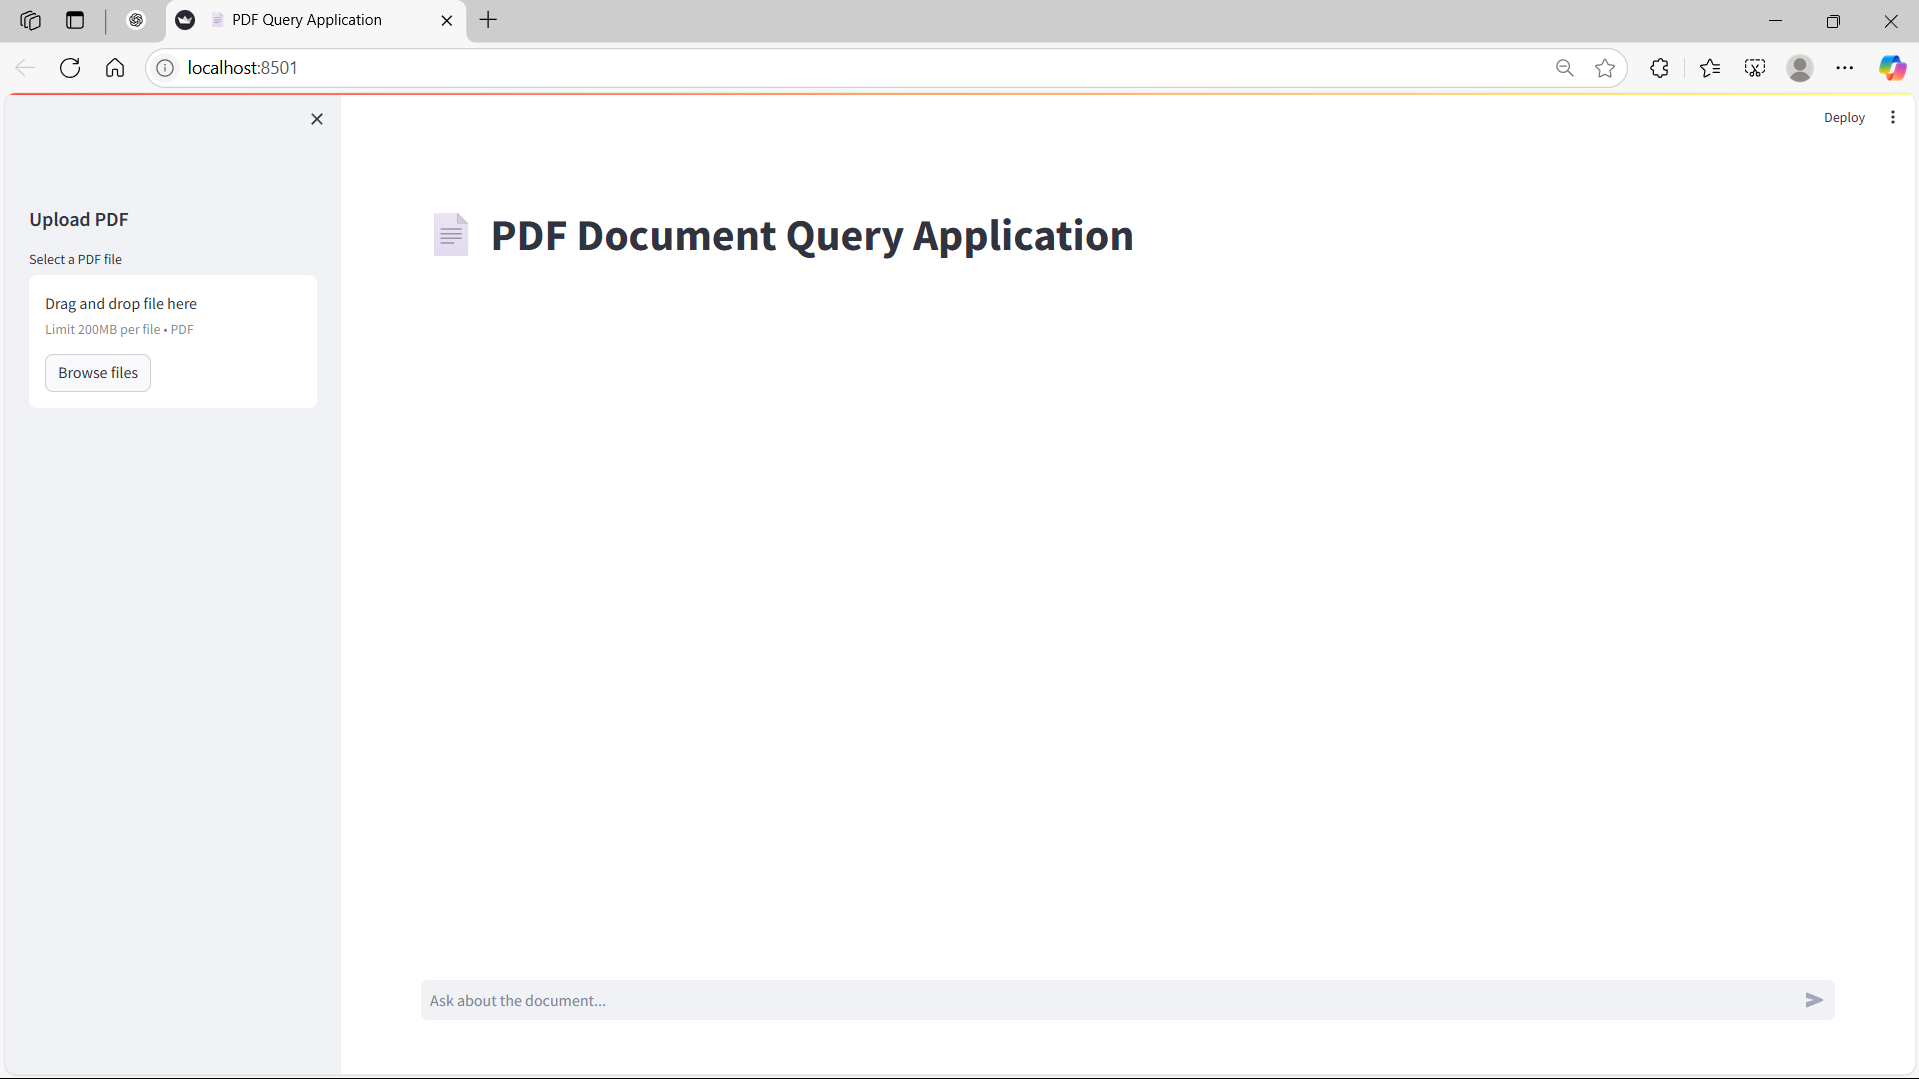 PDF Query Application
localhost:8501
Deploy
Upload PDF
Select a PDF file
Drag and drop file here
Limit 200MB per file • PDF
Browse files
PDF Document Query Application
Ask about the document...